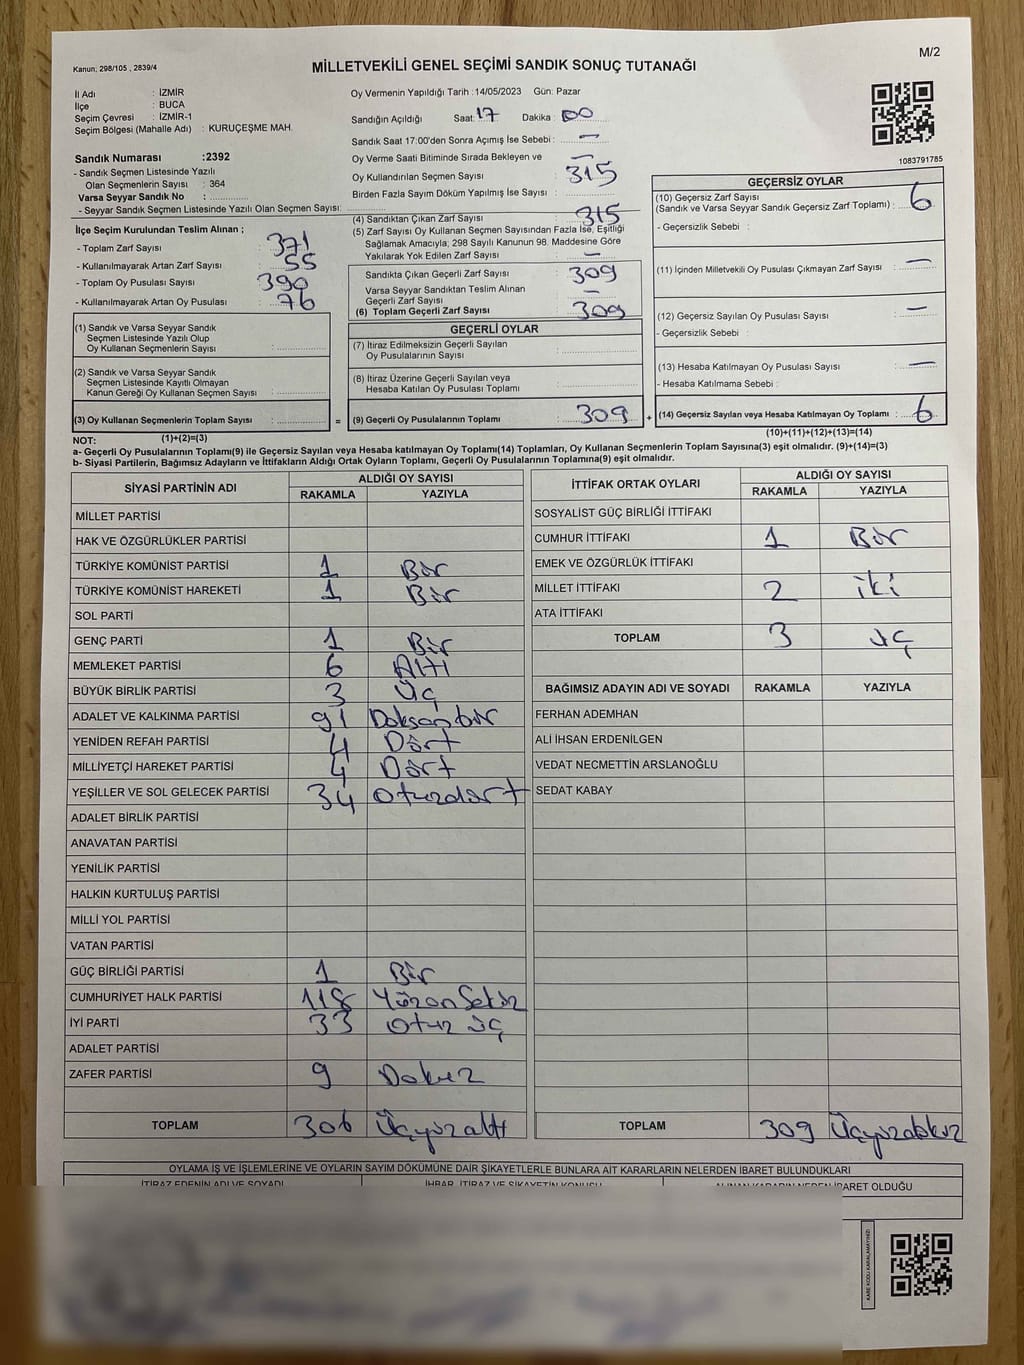 M/2
Kanun; 298/105 , 2839/4
MİLLETVEKİLİ GENEL SEÇİMİ SANDIK SONUÇ TUTANAĞI
İl Adı : İZMİR
İlçe : BUCA
Seçim Çevresi : İZMİR-1
Seçim Bölgesi (Mahalle Adı) : KURUÇEŞME MAH.
Sandık Numarası :2392
- Sandık Seçmen Listesinde Yazılı
Olan Seçmenlerin Sayısı : 364
Varsa Seyyar Sandık No :
- Seyyar Sandık Seçmen Listesinde Yazılı Olan Seçmen Sayısı:
İlçe Seçim Kurulundan Teslim Alınan ;
- Toplam Zarf Sayısı : 371
- Kullanılmayarak Artan Zarf Sayısı : 55
- Toplam Oy Pusulası Sayısı : 390
- Kullanılmayarak Artan Oy Pusulası : 76
(1) Sandık ve Varsa Seyyar Sandık
Seçmen Listesinde Yazılı Olup
Oy Kullanan Seçmenlerin Sayısı :
(2) Sandık ve Varsa Seyyar Sandık
Seçmen Listesinde Kayıtlı Olmayan
Kanun Gereği Oy Kullanan Seçmen Sayısı :
(3) Oy Kullanan Seçmenlerin Toplam Sayısı :
(1)+(2)=(3)
Oy Vermenin Yapıldığı Tarih :14/05/2023 Gün: Pazar
Sandığın Açıldığı Saat: 17 Dakika : 00
Sandık Saat 17:00'den Sonra Açımış İse Sebebi : —
Oy Verme Saati Bitiminde Sırada Bekleyen ve —
Oy Kullandırılan Seçmen Sayısı : 315
Birden Fazla Sayım Döküm Yapılmış İse Sayısı :
(4) Sandıktan Çıkan Zarf Sayısı : 315
(5) Zarf Sayısı Oy Kullanan Seçmen Sayısından Fazla İse, Eşitliği
Sağlamak Amacıyla; 298 Sayılı Kanunun 98. Maddesine Göre
Yakılarak Yok Edilen Zarf Sayısı : —
Sandıkta Çıkan Geçerli Zarf Sayısı : 309
Varsa Seyyar Sandıktan Teslim Alınan
Geçerli Zarf Sayısı : —
(6) Toplam Geçerli Zarf Sayısı : 309
GEÇERLİ OYLAR
(7) İtiraz Edilmeksizin Geçerli Sayılan
Oy Pusulalarının Sayısı :
(8) İtiraz Üzerine Geçerli Sayılan veya
Hesaba Katılan Oy Pusulası Toplamı :
= (9) Geçerli Oy Pusulalarının Toplamı : 309 +
1083791785
GEÇERSİZ OYLAR
(10) Geçersiz Zarf Sayısı
(Sandık ve Varsa Seyyar Sandık Geçersiz Zarf Toplamı) : 6
- Geçersizlik Sebebi :
(11) İçinden Milletvekili Oy Pusulası Çıkmayan Zarf Sayısı : —
(12) Geçersiz Sayılan Oy Pusulası Sayısı : —
- Geçersizlik Sebebi :
(13) Hesaba Katılmayan Oy Pusulası Sayısı : —
- Hesaba Katılmama Sebebi :
(14) Geçersiz Sayılan veya Hesaba Katılmayan Oy Toplamı : 6
(10)+(11)+(12)+(13)=(14)
NOT:
a- Geçerli Oy Pusulalarının Toplamı(9) ile Geçersiz Sayılan veya Hesaba katılmayan Oy Toplamı(14) Toplamları, Oy Kullanan Seçmenlerin Toplam Sayısına(3) eşit olmalıdır. (9)+(14)=(3)
b- Siyasi Partilerin, Bağımsız Adayların ve İttifakların Aldığı Ortak Oyların Toplamı, Geçerli Oy Pusulalarının Toplamına(9) eşit olmalıdır.
SİYASİ PARTİNİN ADI ALDIĞI OY SAYISI
RAKAMLA YAZIYLA
MİLLET PARTİSİ
HAK VE ÖZGÜRLÜKLER PARTİSİ
TÜRKİYE KOMÜNİST PARTİSİ 1 Bir
TÜRKİYE KOMÜNİST HAREKETİ 1 Bir
SOL PARTİ
GENÇ PARTİ 1 Bir
MEMLEKET PARTİSİ 6 Altı
BÜYÜK BİRLİK PARTİSİ 3 Üç
ADALET VE KALKINMA PARTİSİ 91 Doksanbir
YENİDEN REFAH PARTİSİ 4 Dört
MİLLİYETÇİ HAREKET PARTİSİ 4 Dört
YEŞİLLER VE SOL GELECEK PARTİSİ 34 otuzdört
ADALET BİRLİK PARTİSİ
ANAVATAN PARTİSİ
YENİLİK PARTİSİ
HALKIN KURTULUŞ PARTİSİ
MİLLİ YOL PARTİSİ
VATAN PARTİSİ
GÜÇ BİRLİĞİ PARTİSİ 1 Bir
CUMHURİYET HALK PARTİSİ 118 Yüzon Sekiz
İYİ PARTİ 33 otuz üç
ADALET PARTİSİ
ZAFER PARTİSİ 9 Dokuz
TOPLAM 306 Üçyüzaltı
İTTİFAK ORTAK OYLARI ALDIĞI OY SAYISI
RAKAMLA YAZIYLA
SOSYALİST GÜÇ BİRLİĞİ İTTİFAKI
CUMHUR İTTİFAKI 1 Bir
EMEK VE ÖZGÜRLÜK İTTİFAKI
MİLLET İTTİFAKI 2 iki
ATA İTTİFAKI
TOPLAM 3 üç
BAĞIMSIZ ADAYIN ADI VE SOYADI RAKAMLA YAZIYLA
FERHAN ADEMHAN
ALİ İHSAN ERDENİLGEN
VEDAT NECMETTİN ARSLANOĞLU
SEDAT KABAY
TOPLAM 309 Üçyüzdokuz
OYLAMA İŞ VE İŞLEMLERİNE VE OYLARIN SAYIM DÖKÜMÜNE DAİR ŞİKAYETLERLE BUNLARA AİT KARARLARIN NELERDEN İBARET BULUNDUKLARI
İTİRAZ EDENİN ADI VE SOYADI İHBAR, İTİRAZ VE ŞİKAYETİN KONUSU ALINAN KARARIN NEDEN İBARET OLDUĞU
KARE KODU KARALAMAYINIZ!